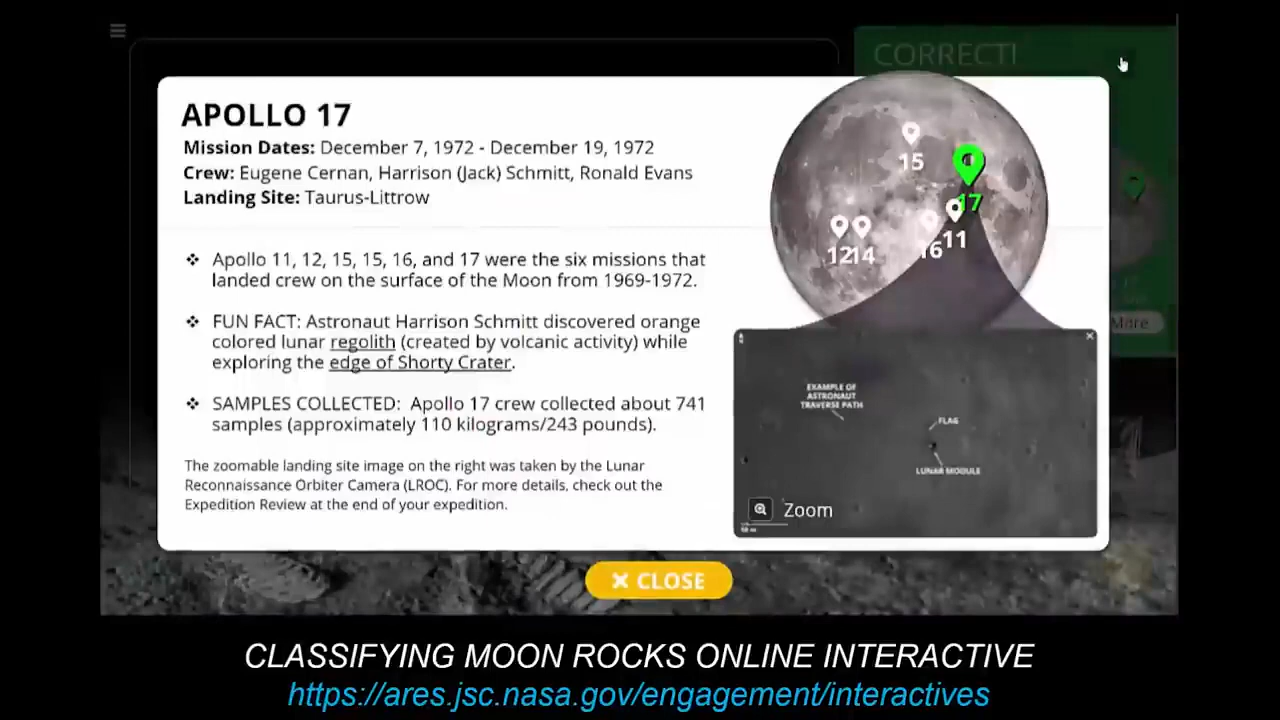 CORRECT!
APOLLO 17
Mission Dates: December 7, 1972 - December 19, 1972
Crew: Eugene Cernan, Harrison (Jack) Schmitt, Ronald Evans
Landing Site: Taurus-Littrow
❖ Apollo 11, 12, 15, 15, 16, and 17 were the six missions that
landed crew on the surface of the Moon from 1969-1972.
❖ FUN FACT: Astronaut Harrison Schmitt discovered orange
colored lunar regolith (created by volcanic activity) while
exploring the edge of Shorty Crater.
❖ SAMPLES COLLECTED: Apollo 17 crew collected about 741
samples (approximately 110 kilograms/243 pounds).
The zoomable landing site image on the right was taken by the Lunar
Reconnaissance Orbiter Camera (LROC). For more details, check out the
Expedition Review at the end of your expedition.
15
17
11
16
12 14
More
EXAMPLE OF
ASTRONAUT
TRAVERSE PATH
FLAG
LUNAR MODULE
Zoom
× CLOSE
CLASSIFYING MOON ROCKS ONLINE INTERACTIVE
https://ares.jsc.nasa.gov/engagement/interactives